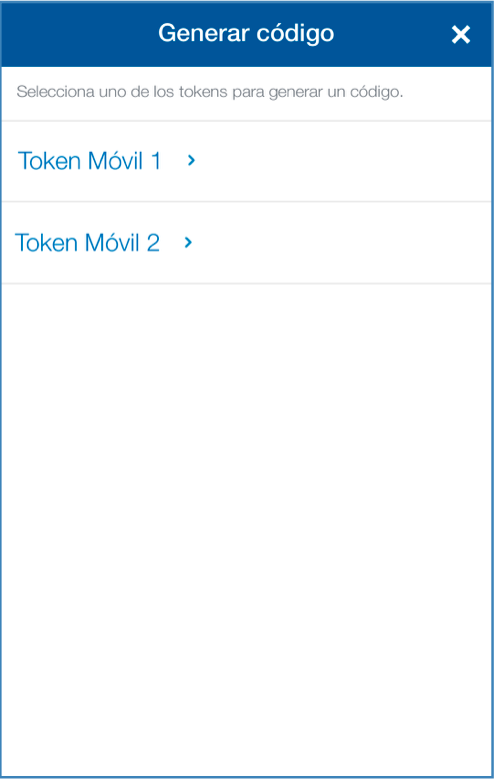 Generar código
Selecciona uno de los tokens para generar un código.
Token Móvil 1
Token Móvil 2